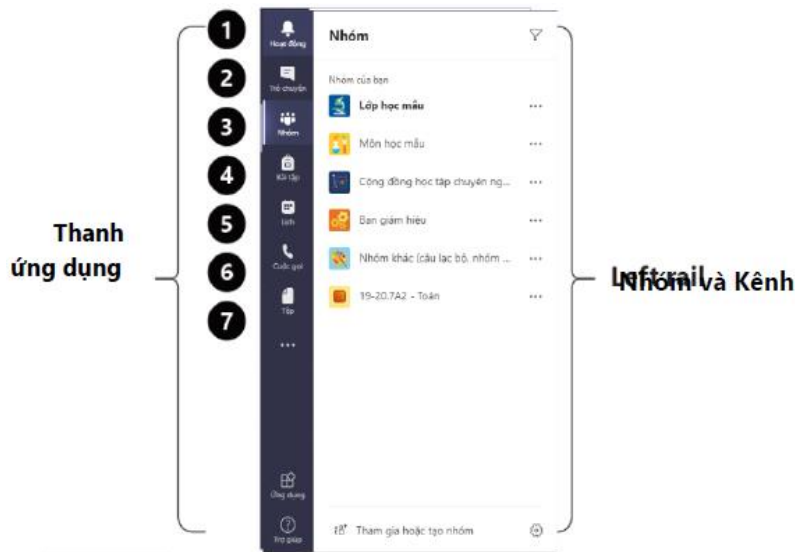 1
Hoạt động
2
Trò chuyện
3
Nhóm
4
Bài tập
5
Lịch
6
Cuộc gọi
7
Tệp
...
Ứng dụng
Trợ giúp
Thanh
ứng dụng
Nhóm
Nhóm của bạn
Lớp học mẫu ...
Môn học mẫu ...
Cộng đồng học tập chuyên ng... ...
Ban giám hiệu ...
Nhóm khác (câu lạc bộ, nhóm ... ...
19-20.7A2 - Toán ...
Tham gia hoặc tạo nhóm
Left rail
Nhóm và Kênh